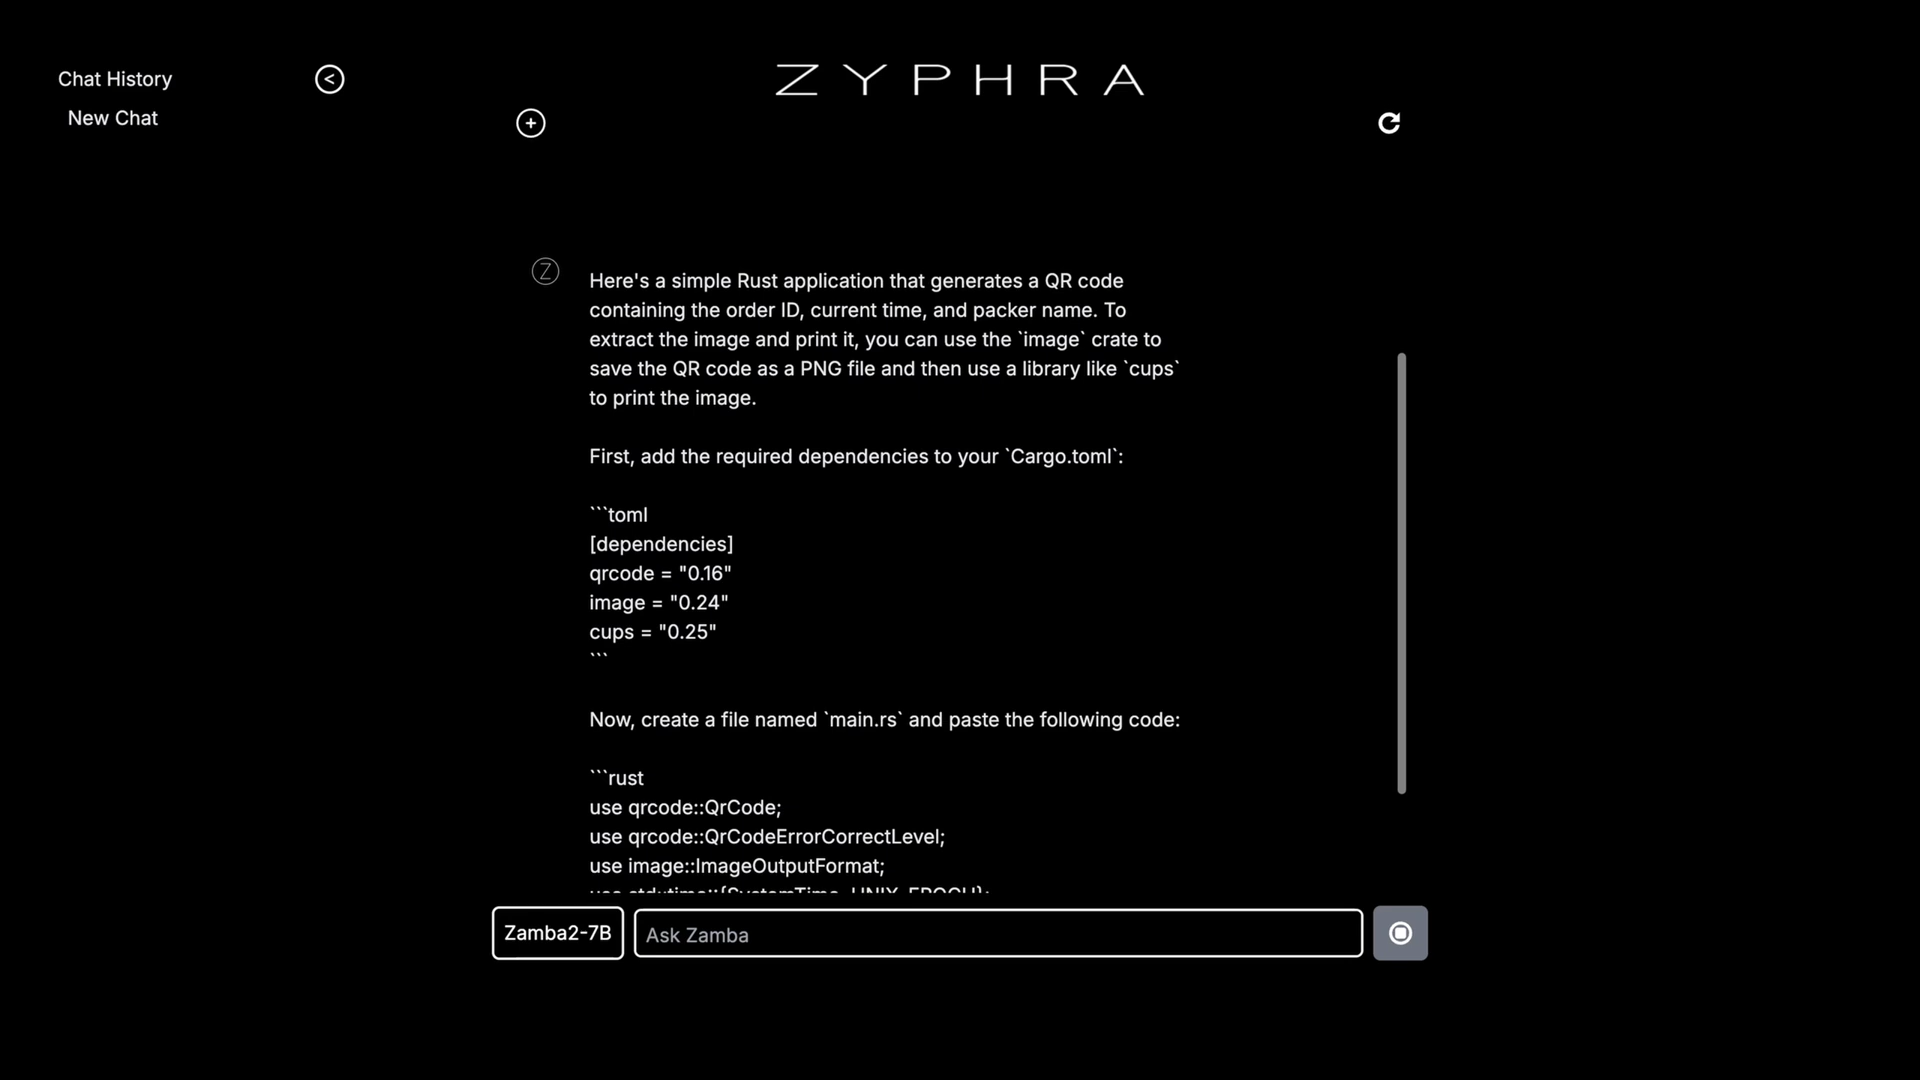 Chat History
<
New Chat
ZYPHRA
+
Z
Here's a simple Rust application that generates a QR code
containing the order ID, current time, and packer name. To
extract the image and print it, you can use the `image` crate to
save the QR code as a PNG file and then use a library like `cups`
to print the image.
First, add the required dependencies to your `Cargo.toml`:
```toml
[dependencies]
qrcode = "0.16"
image = "0.24"
cups = "0.25"
```
Now, create a file named `main.rs` and paste the following code:
```rust
use qrcode::QrCode;
use qrcode::QrCodeErrorCorrectLevel;
use image::ImageOutputFormat;
use std::time::{SystemTime, UNIX_EPOCH};
Zamba2-7B
Ask Zamba